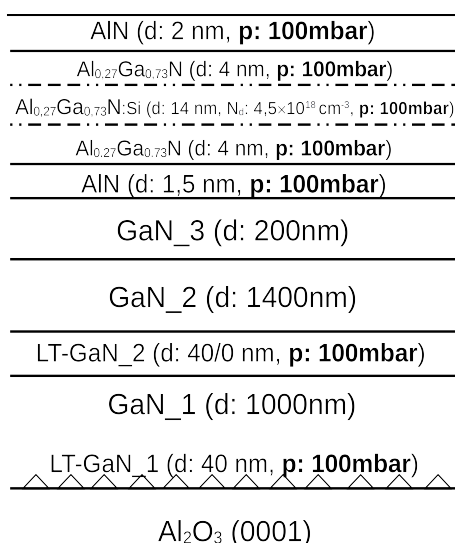 AlN (d: 2 nm, p: 100mbar)
Al₀.₂₇Ga₀.₇₃N (d: 4 nm, p: 100mbar)
Al₀.₂₇Ga₀.₇₃N:Si (d: 14 nm, N_d: 4,5×10¹⁸ cm⁻³, p: 100mbar)
Al₀.₂₇Ga₀.₇₃N (d: 4 nm, p: 100mbar)
AlN (d: 1,5 nm, p: 100mbar)
GaN_3 (d: 200nm)
GaN_2 (d: 1400nm)
LT-GaN_2 (d: 40/0 nm, p: 100mbar)
GaN_1 (d: 1000nm)
LT-GaN_1 (d: 40 nm, p: 100mbar)
Al₂O₃ (0001)